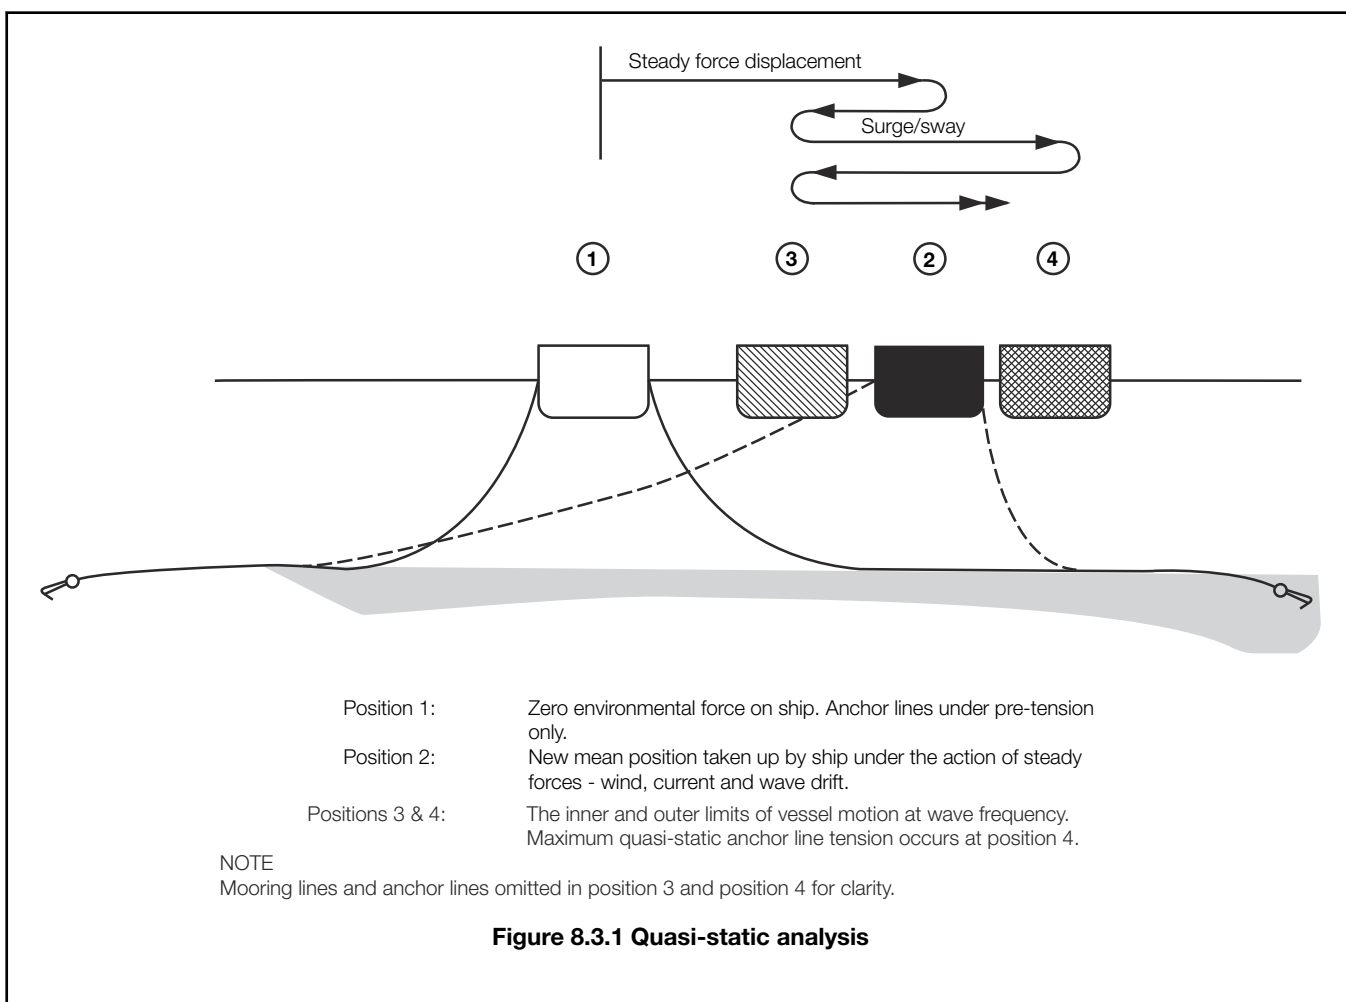 Steady force displacement
Surge/sway
1
3
2
4
Position 1: Zero environmental force on ship. Anchor lines under pre-tension
only.
Position 2: New mean position taken up by ship under the action of steady
forces - wind, current and wave drift.
Positions 3 & 4: The inner and outer limits of vessel motion at wave frequency.
Maximum quasi-static anchor line tension occurs at position 4.
NOTE
Mooring lines and anchor lines omitted in position 3 and position 4 for clarity.
Figure 8.3.1 Quasi-static analysis